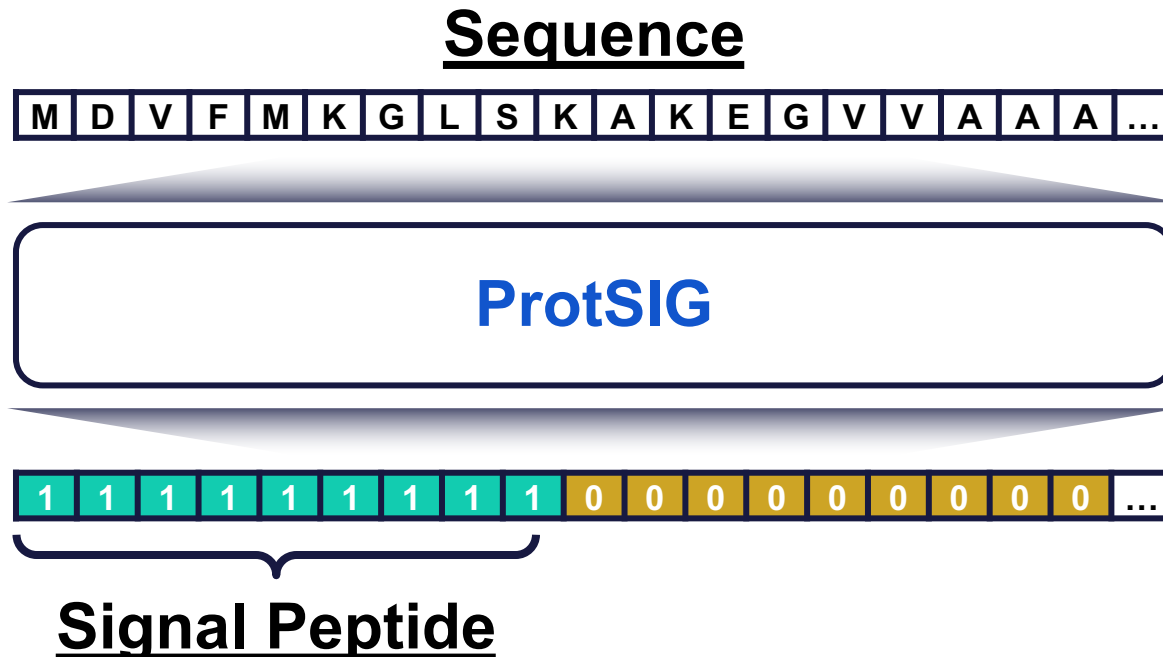 Sequence
M D V F M K G L S K A K E G V V A A A ...
ProtSIG
1 1 1 1 1 1 1 1 1 0 0 0 0 0 0 0 0 0 ...
Signal Peptide